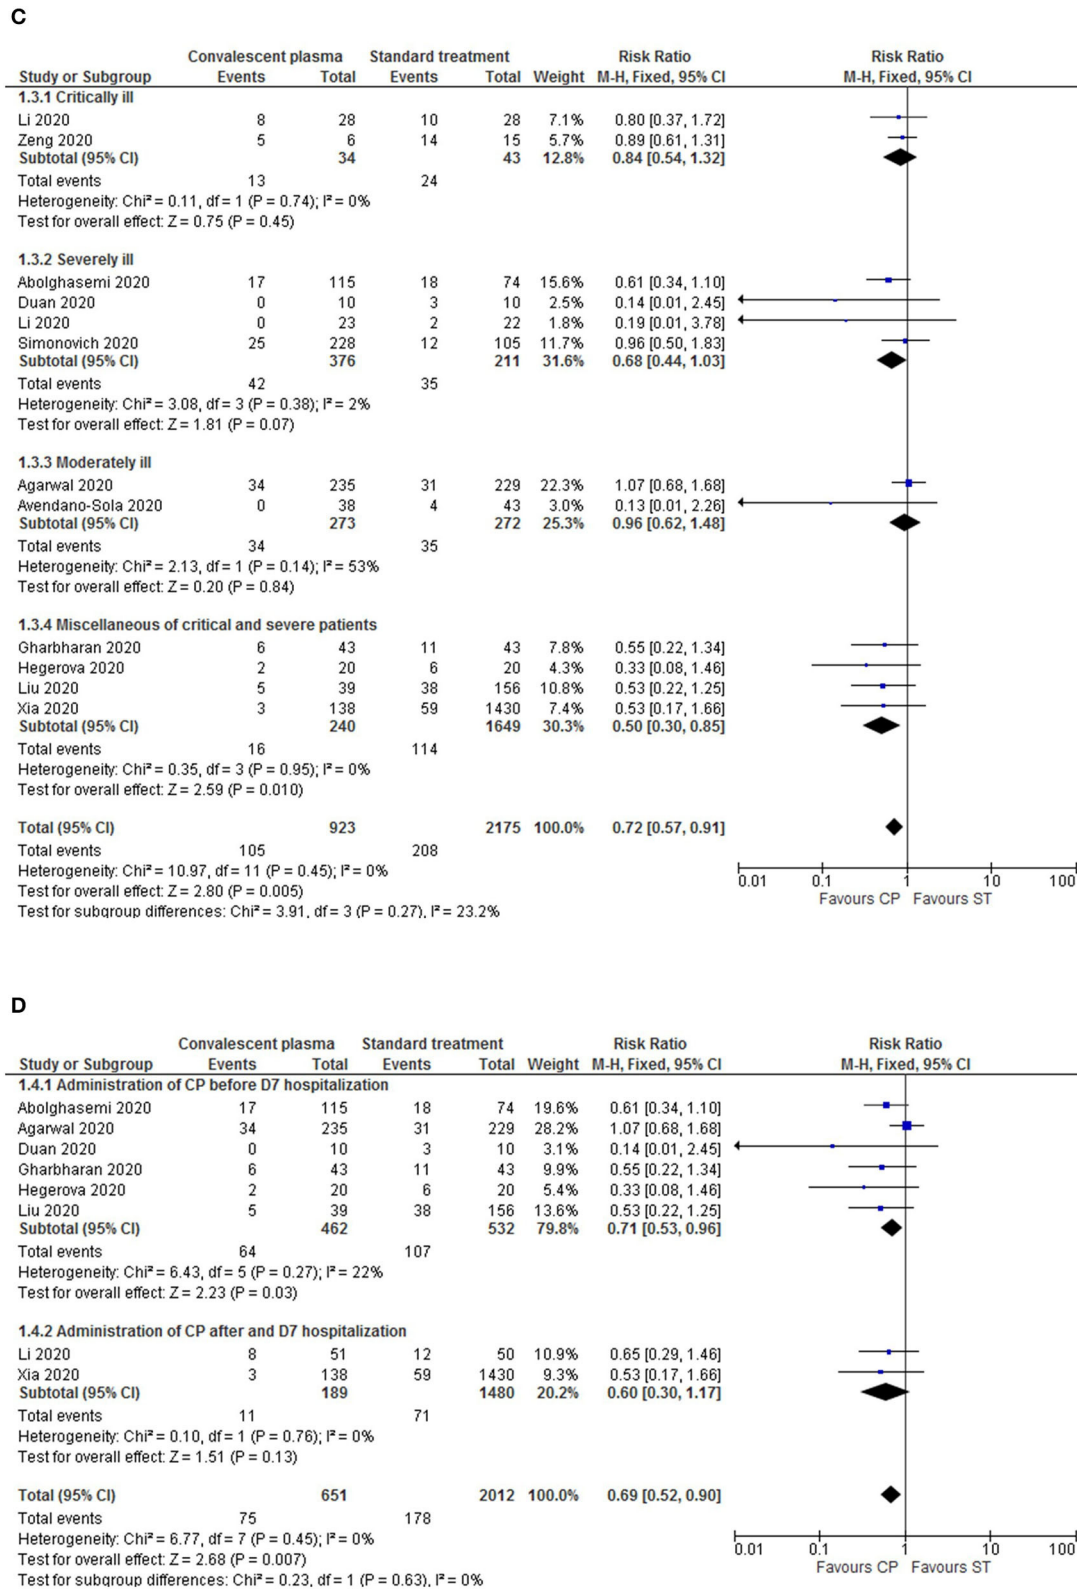 C
Convalescent plasma Standard treatment Risk Ratio Risk Ratio
Study or Subgroup Events Total Events Total Weight M-H, Fixed, 95% CI M-H, Fixed, 95% CI
1.3.1 Critically ill
Li 2020 8 28 10 28 7.1% 0.80 [0.37, 1.72]
Zeng 2020 5 6 14 15 5.7% 0.89 [0.61, 1.31]
Subtotal (95% CI) 34 43 12.8% 0.84 [0.54, 1.32]
Total events 13 24
Heterogeneity: Chi² = 0.11, df = 1 (P = 0.74); I² = 0%
Test for overall effect: Z = 0.75 (P = 0.45)
1.3.2 Severely ill
Abolghasemi 2020 17 115 18 74 15.6% 0.61 [0.34, 1.10]
Duan 2020 0 10 3 10 2.5% 0.14 [0.01, 2.45]
Li 2020 0 23 2 22 1.8% 0.19 [0.01, 3.78]
Simonovich 2020 25 228 12 105 11.7% 0.96 [0.50, 1.83]
Subtotal (95% CI) 376 211 31.6% 0.68 [0.44, 1.03]
Total events 42 35
Heterogeneity: Chi² = 3.08, df = 3 (P = 0.38); I² = 2%
Test for overall effect: Z = 1.81 (P = 0.07)
1.3.3 Moderately ill
Agarwal 2020 34 235 31 229 22.3% 1.07 [0.68, 1.68]
Avendano-Sola 2020 0 38 4 43 3.0% 0.13 [0.01, 2.26]
Subtotal (95% CI) 273 272 25.3% 0.96 [0.62, 1.48]
Total events 34 35
Heterogeneity: Chi² = 2.13, df = 1 (P = 0.14); I² = 53%
Test for overall effect: Z = 0.20 (P = 0.84)
1.3.4 Miscellaneous of critical and severe patients
Gharbharan 2020 6 43 11 43 7.8% 0.55 [0.22, 1.34]
Hegerova 2020 2 20 6 20 4.3% 0.33 [0.08, 1.46]
Liu 2020 5 39 38 156 10.8% 0.53 [0.22, 1.25]
Xia 2020 3 138 59 1430 7.4% 0.53 [0.17, 1.66]
Subtotal (95% CI) 240 1649 30.3% 0.50 [0.30, 0.85]
Total events 16 114
Heterogeneity: Chi² = 0.35, df = 3 (P = 0.95); I² = 0%
Test for overall effect: Z = 2.59 (P = 0.010)
Total (95% CI) 923 2175 100.0% 0.72 [0.57, 0.91]
Total events 105 208
Heterogeneity: Chi² = 10.97, df = 11 (P = 0.45); I² = 0%
Test for overall effect: Z = 2.80 (P = 0.005)
Test for subgroup differences: Chi² = 3.91, df = 3 (P = 0.27), I² = 23.2%
0.01 0.1 1 10 100
Favours CP Favours ST
D
Convalescent plasma Standard treatment Risk Ratio Risk Ratio
Study or Subgroup Events Total Events Total Weight M-H, Fixed, 95% CI M-H, Fixed, 95% CI
1.4.1 Administration of CP before D7 hospitalization
Abolghasemi 2020 17 115 18 74 19.6% 0.61 [0.34, 1.10]
Agarwal 2020 34 235 31 229 28.2% 1.07 [0.68, 1.68]
Duan 2020 0 10 3 10 3.1% 0.14 [0.01, 2.45]
Gharbharan 2020 6 43 11 43 9.9% 0.55 [0.22, 1.34]
Hegerova 2020 2 20 6 20 5.4% 0.33 [0.08, 1.46]
Liu 2020 5 39 38 156 13.6% 0.53 [0.22, 1.25]
Subtotal (95% CI) 462 532 79.8% 0.71 [0.53, 0.96]
Total events 64 107
Heterogeneity: Chi² = 6.43, df = 5 (P = 0.27); I² = 22%
Test for overall effect: Z = 2.23 (P = 0.03)
1.4.2 Administration of CP after and D7 hospitalization
Li 2020 8 51 12 50 10.9% 0.65 [0.29, 1.46]
Xia 2020 3 138 59 1430 9.3% 0.53 [0.17, 1.66]
Subtotal (95% CI) 189 1480 20.2% 0.60 [0.30, 1.17]
Total events 11 71
Heterogeneity: Chi² = 0.10, df = 1 (P = 0.76); I² = 0%
Test for overall effect: Z = 1.51 (P = 0.13)
Total (95% CI) 651 2012 100.0% 0.69 [0.52, 0.90]
Total events 75 178
Heterogeneity: Chi² = 6.77, df = 7 (P = 0.45); I² = 0%
Test for overall effect: Z = 2.68 (P = 0.007)
Test for subgroup differences: Chi² = 0.23, df = 1 (P = 0.63), I² = 0%
0.01 0.1 1 10 100
Favours CP Favours ST